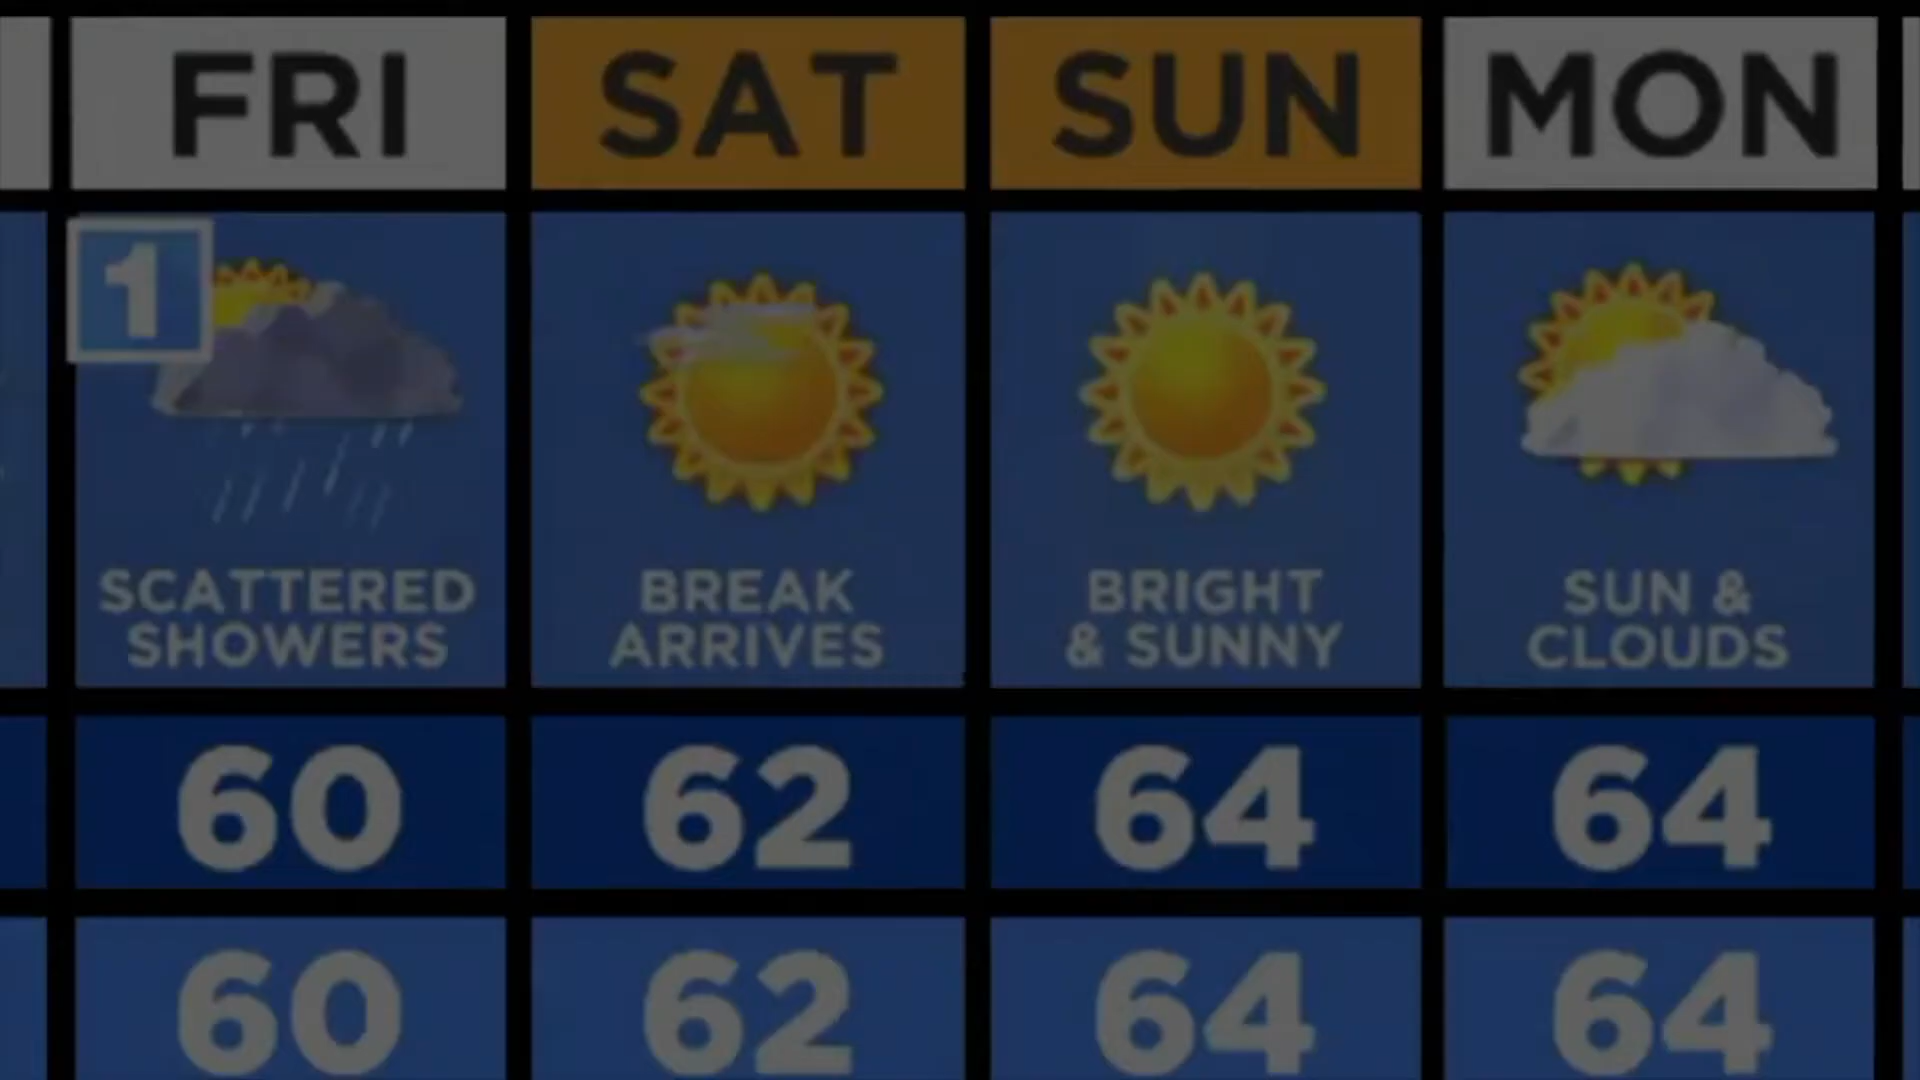 FRI SAT SUN MON
1
SCATTERED SHOWERS
BREAK ARRIVES
BRIGHT & SUNNY
SUN & CLOUDS
60 62 64 64
60 62 64 64